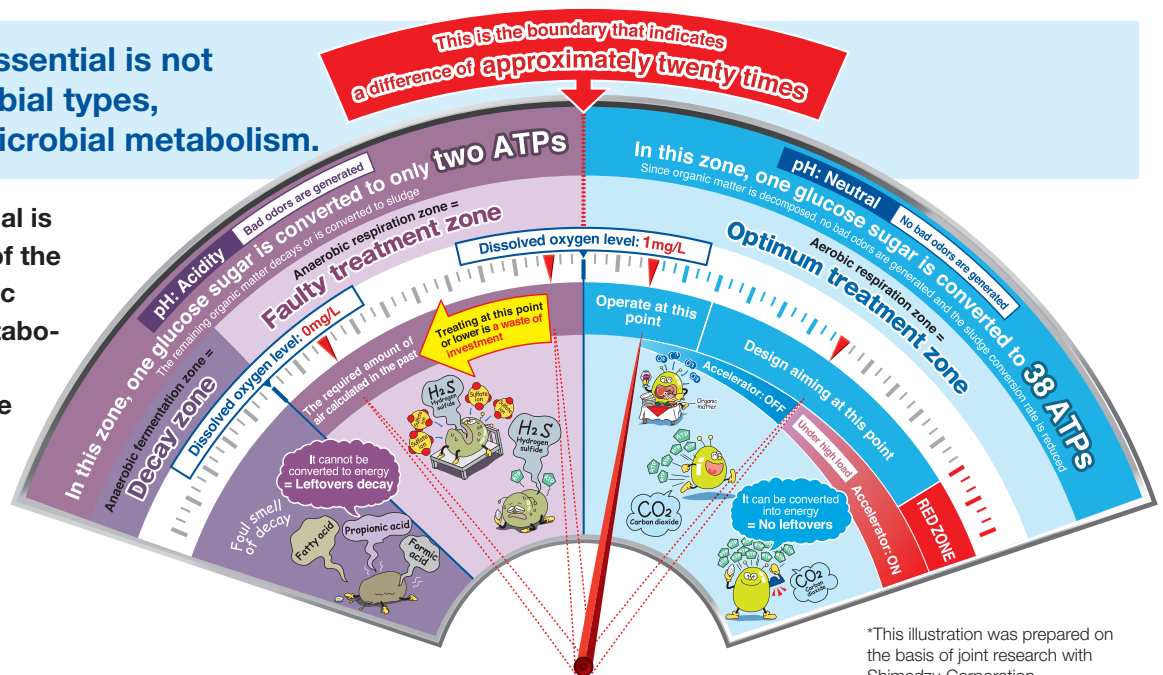 This is the boundary that indicates
a difference of approximately twenty times
ssential is not
bial types,
icrobial metabolism.
al is
of the
c
tabo-
e
In this zone, one glucose sugar is converted to only two ATPs
The remaining organic matter decays or is converted to sludge
pH: Acidity
Bad odors are generated
Anaerobic respiration zone =
Faulty treatment zone
Anaerobic fermentation zone =
Decay zone
Dissolved oxygen level: 0mg/L
Dissolved oxygen level: 1mg/L
In this zone, one glucose sugar is converted to 38 ATPs
Since organic matter is decomposed, no bad odors are generated and the sludge conversion rate is reduced
pH: Neutral
No bad odors are generated
Aerobic respiration zone =
Optimum treatment zone
The required amount of
air calculated in the past
Treating at this point
or lower is a waste of
investment
Operate at this
point
Design aiming at this point
REDZONE
Accelerator: OFF
Under high load
Accelerator: ON
H2S
Hydrogen
sulfide
Sulfate
ion
H2S
Hydrogen
sulfide
It cannot be
converted to energy
= Leftovers decay
Foul smell
of decay
Fatty acid
Propionic acid
Formic
acid
Organic
matter
CO2
Carbon dioxide
It can be converted
into energy
= No leftovers
CO2
Carbon
dioxide
*This illustration was prepared on
the basis of joint research with
Shimadzu Corporation